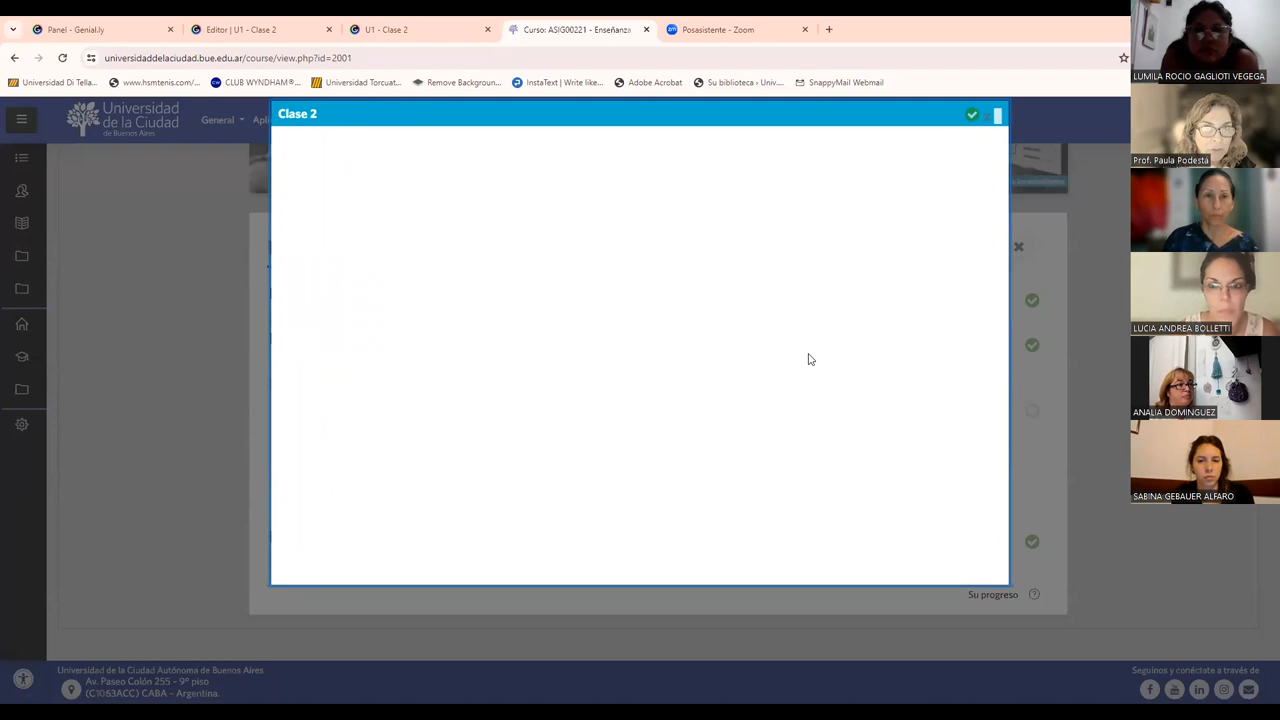 Panel - Genial.ly
Editor | U1 - Clase 2
U1 - Clase 2
Curso: ASIG00221 - Enseñanza
Posasistente - Zoom
universidaddelaciudad.bue.edu.ar/course/view.php?id=2001
Universidad Di Tella...
www.hsmtenis.com/...
CLUB WYNDHAM®...
Universidad Torcuat...
Remove Backgroun...
InstaText | Write like...
Adobe Acrobat
Su biblioteca · Univ....
SnappyMail Webmail
Universidad
de la Ciudad
de Buenos Aires
General
Clase 2
Su progreso
Universidad de la Ciudad Autónoma de Buenos Aires
Av. Paseo Colón 255 - 9º piso
(C1063ACC) CABA – Argentina.
Seguinos y conéctate a través de
LUMILA ROCIO GAGLIOTI VEGEGA
Prof. Paula Podestá
LUCIA ANDREA BOLLETTI
ANALIA DOMINGUEZ
SABINA GEBAUER ALFARO